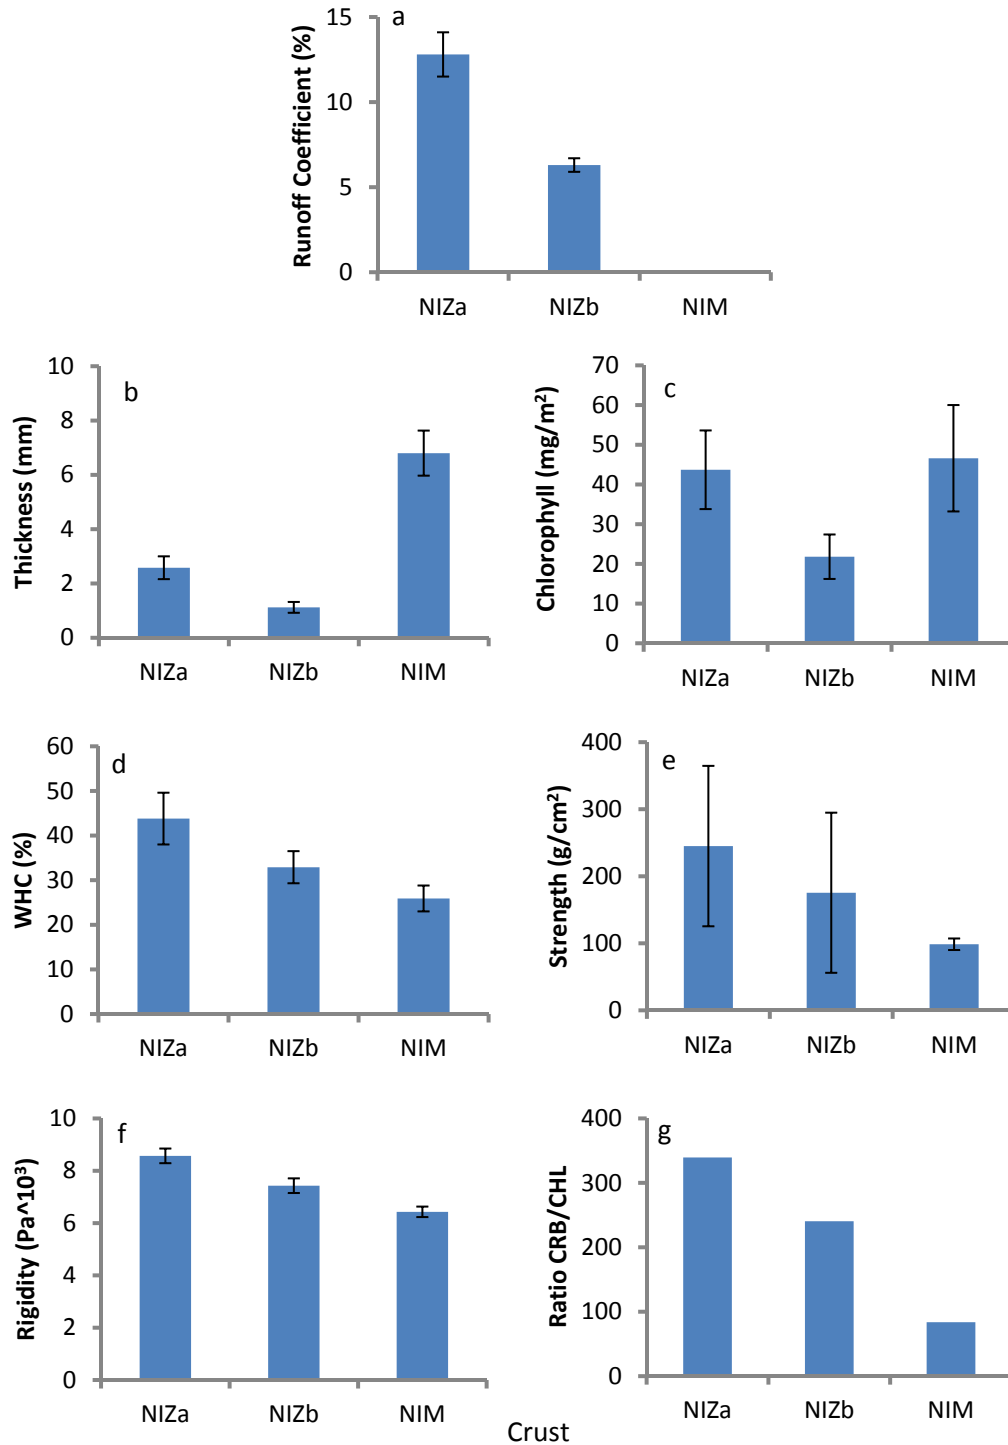 a
Runoff Coefficient (%)
15
10
5
0
NIZa NIZb NIM
b
Thickness (mm)
10
8
6
4
2
0
NIZa NIZb NIM
c
Chlorophyll (mg/m²)
70
60
50
40
30
20
10
0
NIZa NIZb NIM
d
WHC (%)
60
50
40
30
20
10
0
NIZa NIZb NIM
e
Strength (g/cm²)
400
300
200
100
0
NIZa NIZb NIM
f
Rigidity (Pa^10³)
10
8
6
4
2
0
NIZa NIZb NIM
g
Ratio CRB/CHL
400
300
200
100
0
NIZa NIZb NIM
Crust